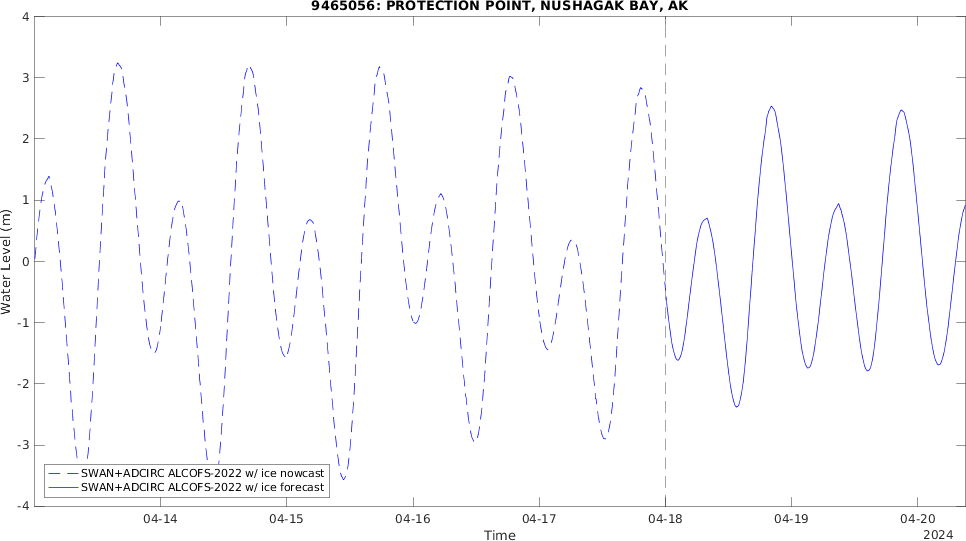 9465056: PROTECTION POINT, NUSHAGAK BAY, AK
4
3
2
1
0
-1
-2
-3
-4
Water Level (m)
SWAN+ADCIRC ALCOFS-2022 w/ ice nowcast
SWAN+ADCIRC ALCOFS-2022 w/ ice forecast
04-14 04-15 04-16 04-17 04-18 04-19 04-20
Time
2024